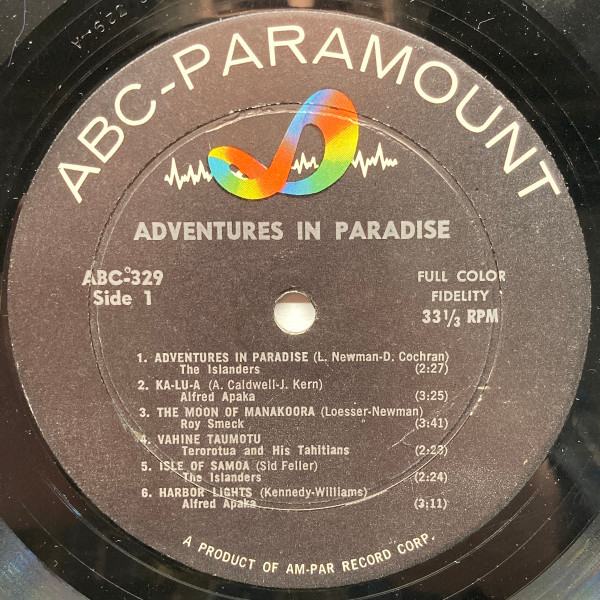 ABC-PARAMOUNT
ADVENTURES IN PARADISE
ABC-329
Side 1
FULL COLOR
FIDELITY
33 1/3 RPM
1. ADVENTURES IN PARADISE (L. Newman-D. Cochran)
The Islanders (2:27)
2. KA-LU-A (A. Caldwell-J. Kern)
Alfred Apaka (3:25)
3. THE MOON OF MANAKOORA (Loesser-Newman)
Roy Smeck (3:41)
4. VAHINE TAUMOTU
Terorotua and His Tahitians (2:23)
5. ISLE OF SAMOA (Sid Feller)
The Islanders (2:24)
6. HARBOR LIGHTS (Kennedy-Williams)
Alfred Apaka (3:11)
A PRODUCT OF AM-PAR RECORD CORP.